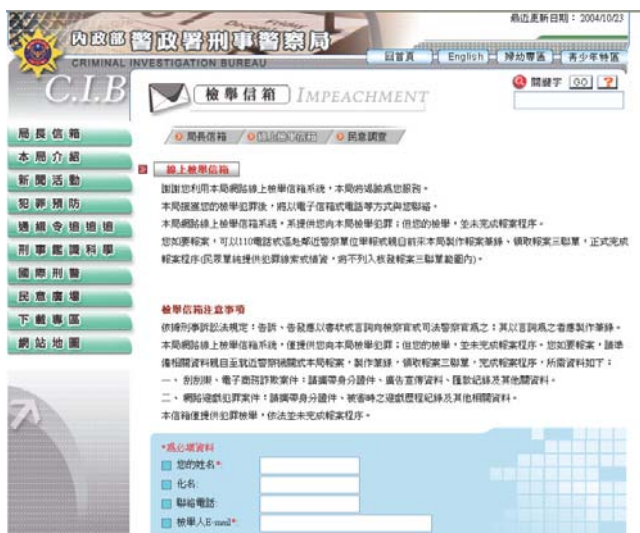 最近更新日期： 2004/10/23
內政部 警政署刑事警察局
CRIMINAL INVESTIGATION BUREAU
回首頁 English 婦幼專區 青少年特區
C.I.B
檢舉信箱 IMPEACHMENT
關鍵字 GO ?
局長信箱 線上檢舉信箱 民意調查
局長信箱
本局介紹
新聞活動
犯罪預防
通緝令追追追
刑事鑑識科學
國際刑警
民意廣場
下載專區
網站地圖
線上檢舉信箱
謝謝您利用本局網路線上檢舉信箱系統，本局將竭誠為您服務。
本局獲遞您的檢舉犯罪後，將以電子信箱或電話等方式與您聯絡。
本局網路線上檢舉信箱系統，系提供您向本局檢舉犯罪；但您的檢舉，並未完成報案程序。
您如要報案，可以110電話或逕赴鄰近警察單位舉報或親自前來本局製作報案筆錄、領取報案三聯單，正式完成
報案程序(民眾單純提供犯罪線索或情資，將不列入核發報案三聯單範圍內)。
檢舉信箱注意事項
依據刑事訴訟法規定：告訴、告發應以書狀或言詞向檢察官或司法警察官為之；其以言詞為之者應製作筆錄。
本局網路線上檢舉信箱系統，僅提供您向本局檢舉犯罪；但您的檢舉，並未完成報案程序。您如要報案，請準
備相關資料親自至就近警察機關或本局報案，製作筆錄，領取報案三聯單，完成報案程序，所需資料如下：
一、 刮刮樂、電子商務詐欺案件：請攜帶身分證件、廣告宣傳資料、匯款紀錄及其他關資料。
二、 網路遊戲犯罪案件：請攜帶身分證件、被害時之遊戲歷程紀錄及其他相關資料。
本信箱僅提供犯罪檢舉，依法並未完成報案程序。
*為必填資料
您的姓名*:
化名:
聯絡電話:
檢舉人E-mail*: